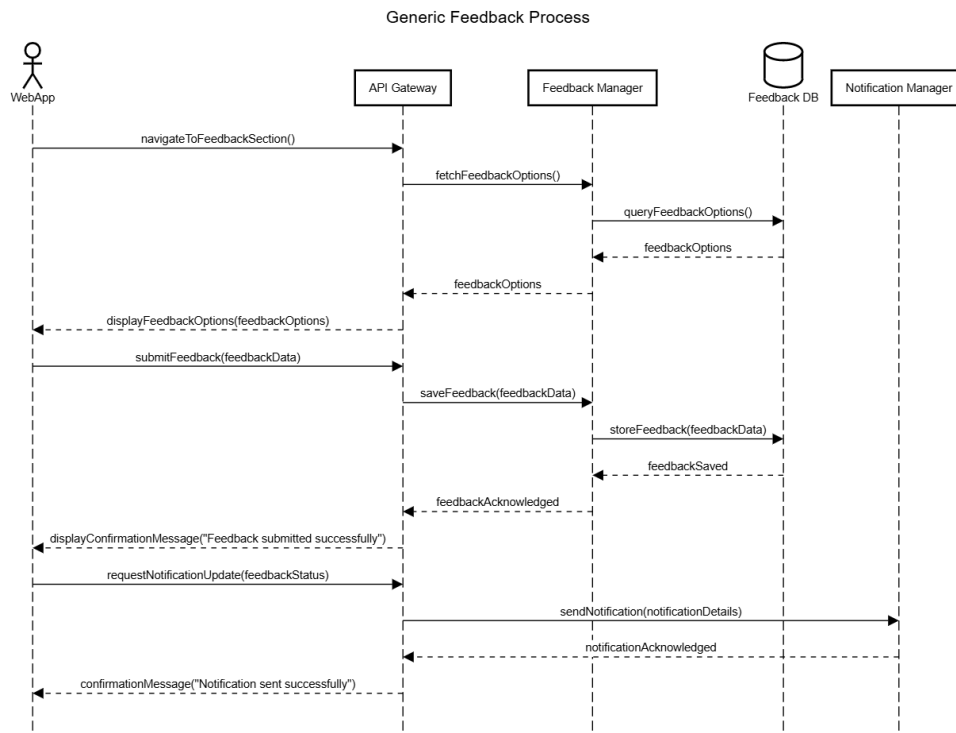 Generic Feedback Process
WebApp
API Gateway
Feedback Manager
Feedback DB
Notification Manager
navigateToFeedbackSection()
fetchFeedbackOptions()
queryFeedbackOptions()
feedbackOptions
feedbackOptions
displayFeedbackOptions(feedbackOptions)
submitFeedback(feedbackData)
saveFeedback(feedbackData)
storeFeedback(feedbackData)
feedbackSaved
feedbackAcknowledged
displayConfirmationMessage("Feedback submitted successfully")
requestNotificationUpdate(feedbackStatus)
sendNotification(notificationDetails)
notificationAcknowledged
confirmationMessage("Notification sent successfully")